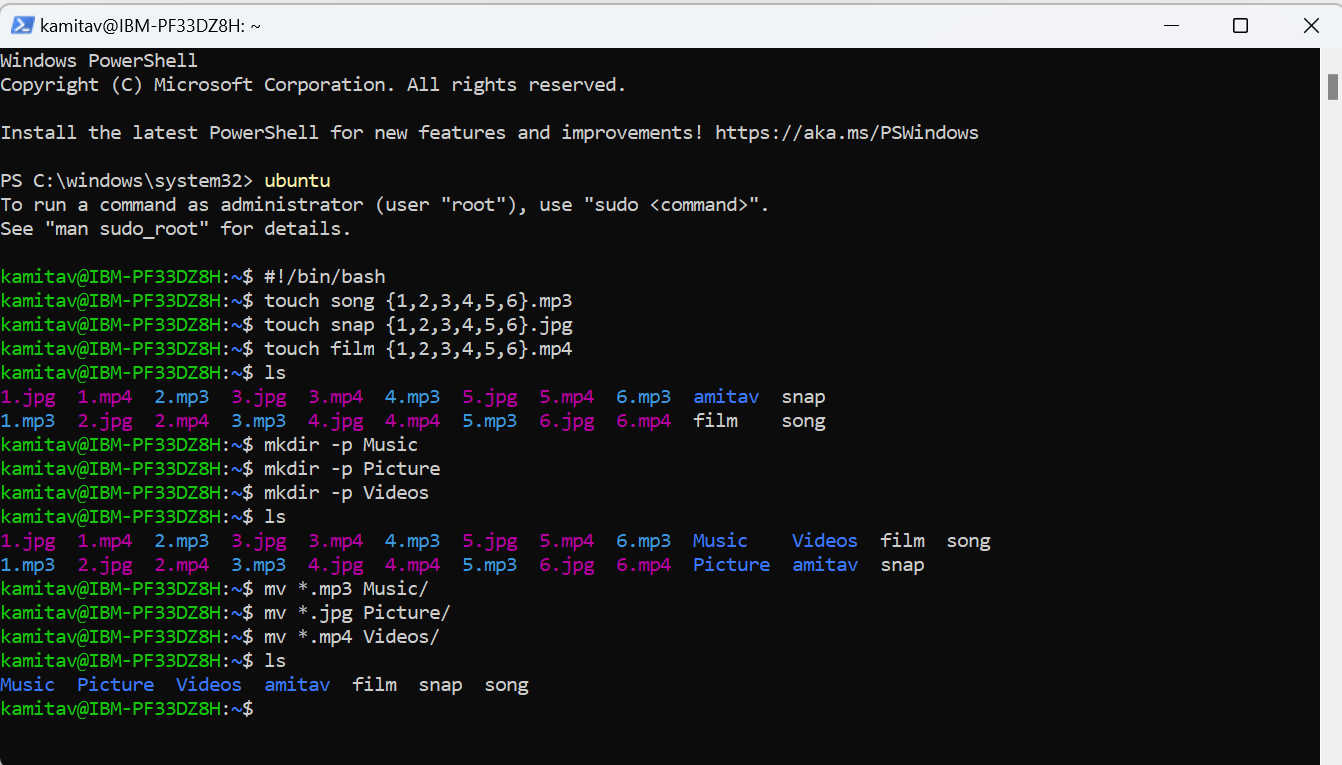 kamitav@IBM-PF33DZ8H: ~
Windows PowerShell
Copyright (C) Microsoft Corporation. All rights reserved.
Install the latest PowerShell for new features and improvements! https://aka.ms/PSWindows
PS C:\windows\system32> ubuntu
To run a command as administrator (user "root"), use "sudo <command>".
See "man sudo_root" for details.
kamitav@IBM-PF33DZ8H:~$ #!/bin/bash
kamitav@IBM-PF33DZ8H:~$ touch song {1,2,3,4,5,6}.mp3
kamitav@IBM-PF33DZ8H:~$ touch snap {1,2,3,4,5,6}.jpg
kamitav@IBM-PF33DZ8H:~$ touch film {1,2,3,4,5,6}.mp4
kamitav@IBM-PF33DZ8H:~$ ls
1.jpg  1.mp4  2.mp3  3.jpg  3.mp4  4.mp3  5.jpg  5.mp4  6.mp3  amitav  snap
1.mp3  2.jpg  2.mp4  3.mp3  4.jpg  4.mp4  5.mp3  6.jpg  6.mp4  film    song
kamitav@IBM-PF33DZ8H:~$ mkdir -p Music
kamitav@IBM-PF33DZ8H:~$ mkdir -p Picture
kamitav@IBM-PF33DZ8H:~$ mkdir -p Videos
kamitav@IBM-PF33DZ8H:~$ ls
1.jpg  1.mp4  2.mp3  3.jpg  3.mp4  4.mp3  5.jpg  5.mp4  6.mp3  Music    Videos  film  song
1.mp3  2.jpg  2.mp4  3.mp3  4.jpg  4.mp4  5.mp3  6.jpg  6.mp4  Picture  amitav  snap
kamitav@IBM-PF33DZ8H:~$ mv *.mp3 Music/
kamitav@IBM-PF33DZ8H:~$ mv *.jpg Picture/
kamitav@IBM-PF33DZ8H:~$ mv *.mp4 Videos/
kamitav@IBM-PF33DZ8H:~$ ls
Music  Picture  Videos  amitav  film  snap  song
kamitav@IBM-PF33DZ8H:~$